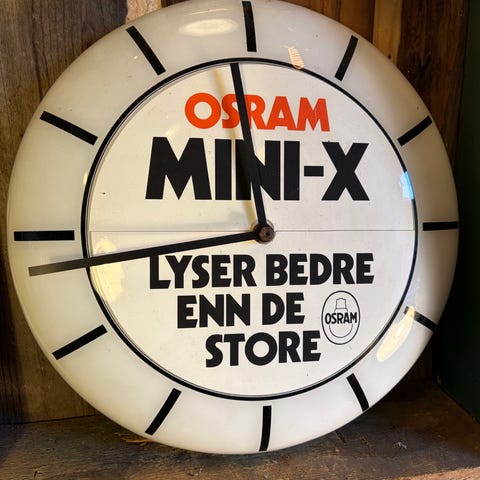 OSRAM
MINI-X
LYSER BEDRE
ENN DE
STORE
OSRAM